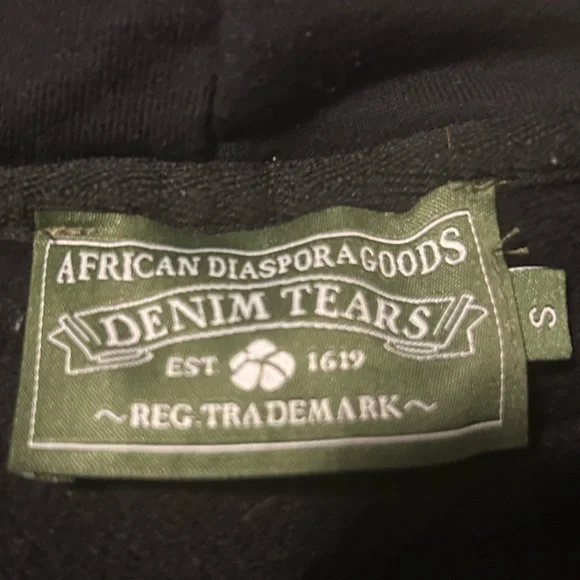 AFRICAN DIASPORA GOODS
DENIM TEARS
EST 1619
~REG.TRADEMARK~
S